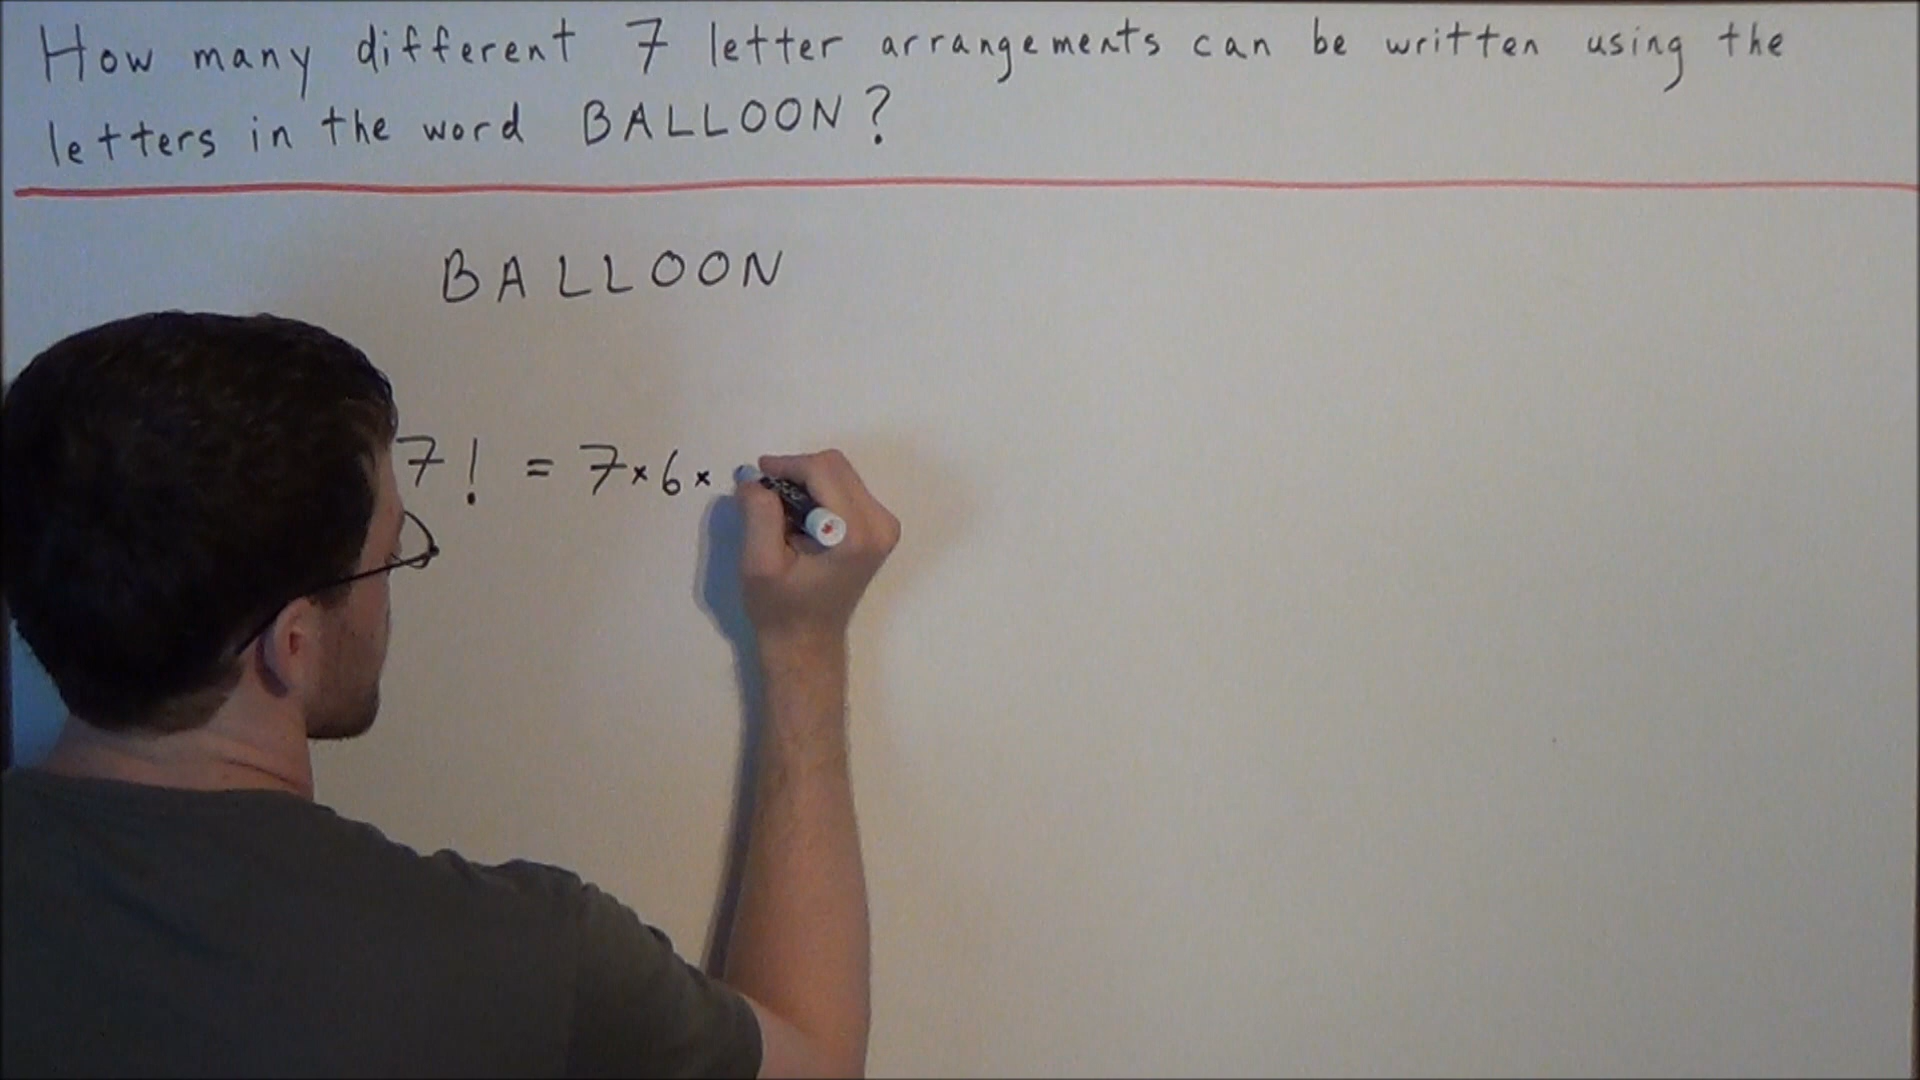 How many different 7 letter arrangements can be written using the
letters in the word BALLOON?
BALLOON
7! = 7×6×